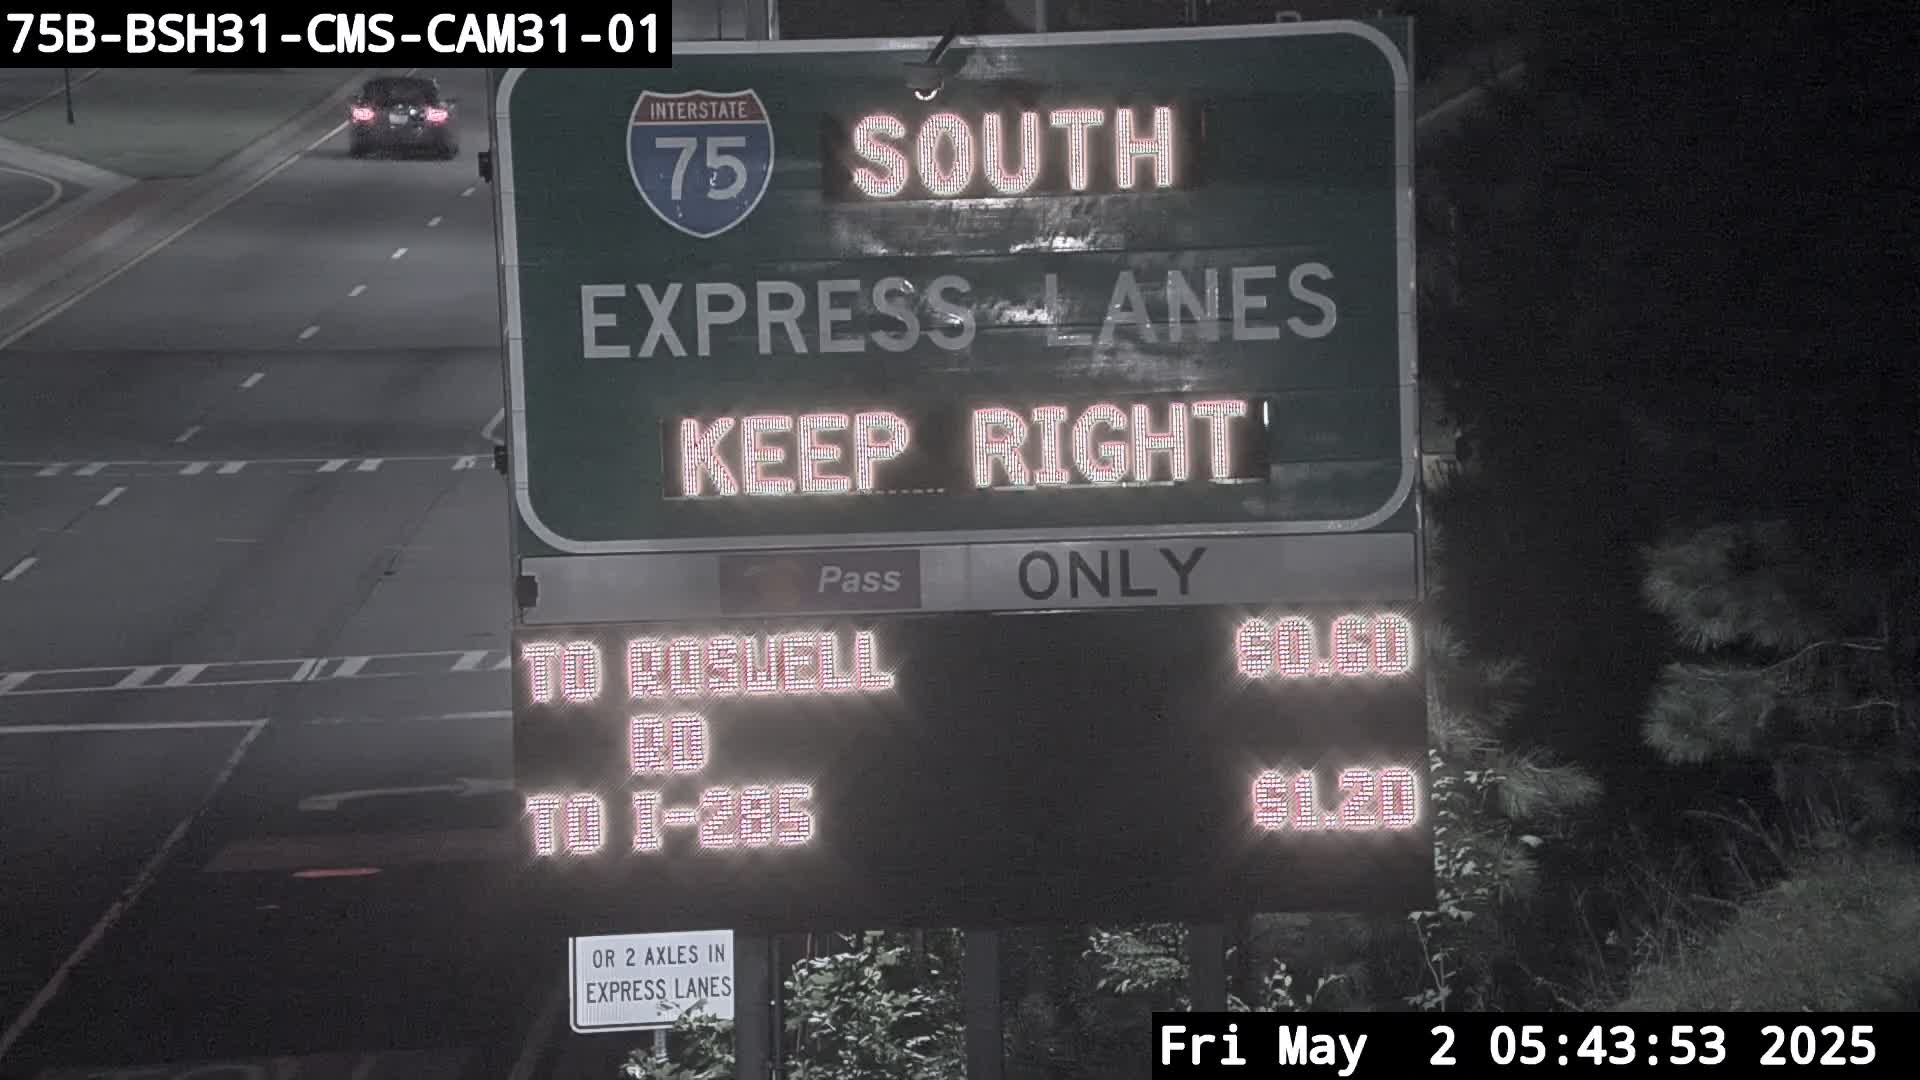 75B-BSH31-CMS-CAM31-01
INTERSTATE
75
SOUTH
EXPRESS LANES
KEEP RIGHT
Pass ONLY
TO ROSWELL $0.60
RD
TO I-285 $1.20
OR 2 AXLES IN
EXPRESS LANES
Fri May 2 05:43:53 2025